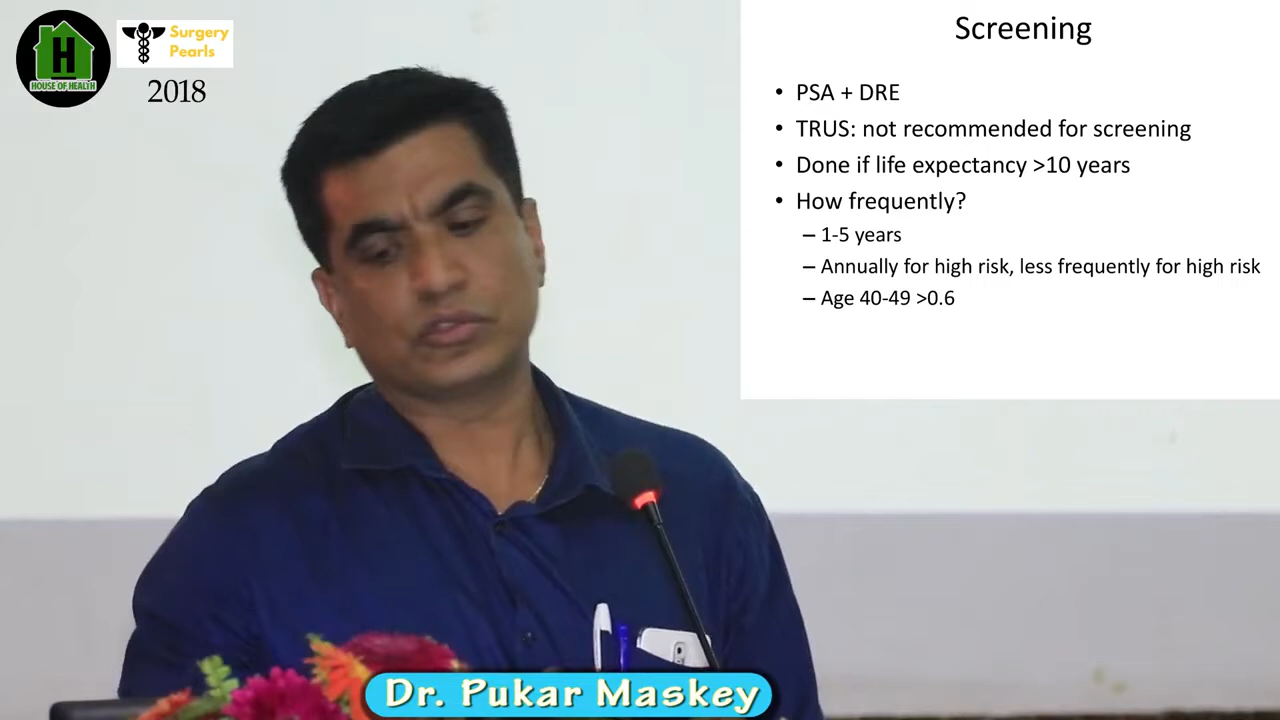 H
HOUSE OF HEALTH
Surgery
Pearls
2018
Screening
• PSA + DRE
• TRUS: not recommended for screening
• Done if life expectancy >10 years
• How frequently?
– 1-5 years
– Annually for high risk, less frequently for high risk
– Age 40-49 >0.6
Dr. Pukar Maskey